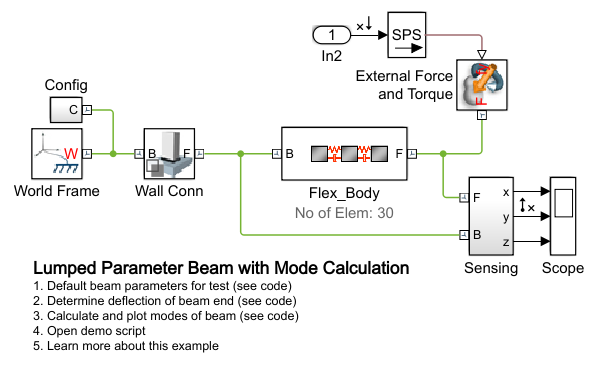 1
In2
×
SPS
External Force
and Torque
F
Config
C
W
World Frame
B
F
Wall Conn
B
F
Flex_Body
No of Elem: 30
F
B
x
y
z
Sensing
×
Scope
Lumped Parameter Beam with Mode Calculation
1. Default beam parameters for test (see code)
2. Determine deflection of beam end (see code)
3. Calculate and plot modes of beam (see code)
4. Open demo script
5. Learn more about this example